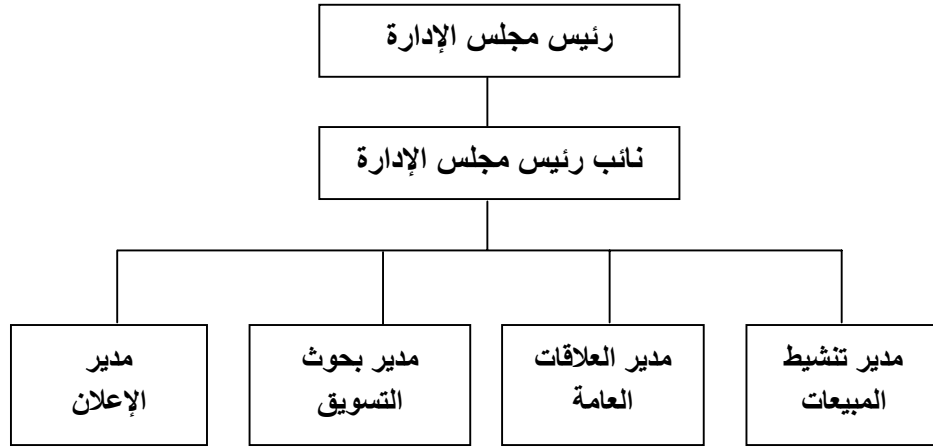 رئيس مجلس الإدارة
نائب رئيس مجلس الإدارة
مدير تنشيط
المبيعات
مدير العلاقات
العامة
مدير بحوث
التسويق
مدير
الإعلان